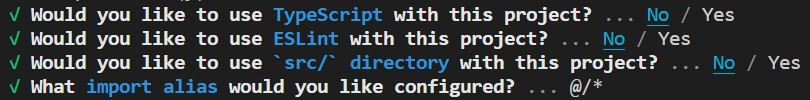 √ Would you like to use TypeScript with this project? ... No / Yes
√ Would you like to use ESLint with this project? ... No / Yes
√ Would you like to use `src/` directory with this project? ... No / Yes
√ What import alias would you like configured? ... @/*